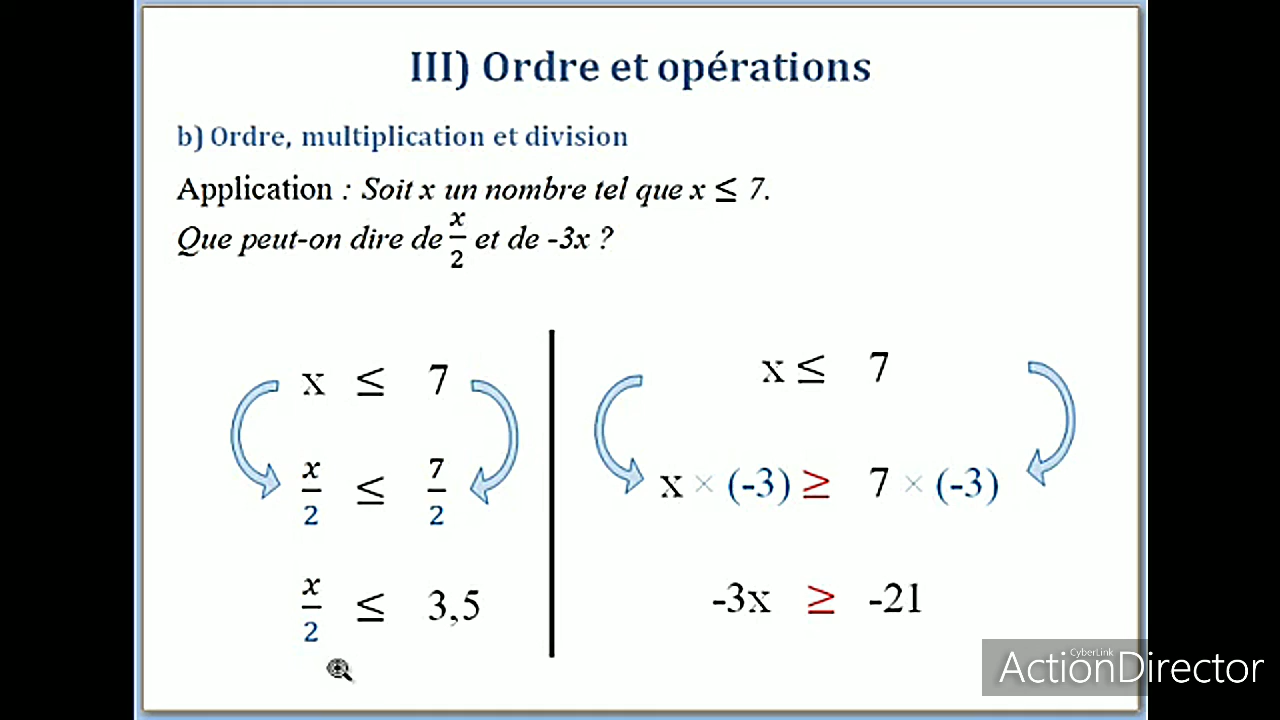 III) Ordre et opérations
b) Ordre, multiplication et division
Application : Soit x un nombre tel que x ≤ 7.
Que peut-on dire de x/2 et de -3x ?
x ≤ 7
x/2 ≤ 7/2
x/2 ≤ 3,5
x ≤ 7
x × (-3) ≥ 7 × (-3)
-3x ≥ -21
CyberLink
ActionDirector